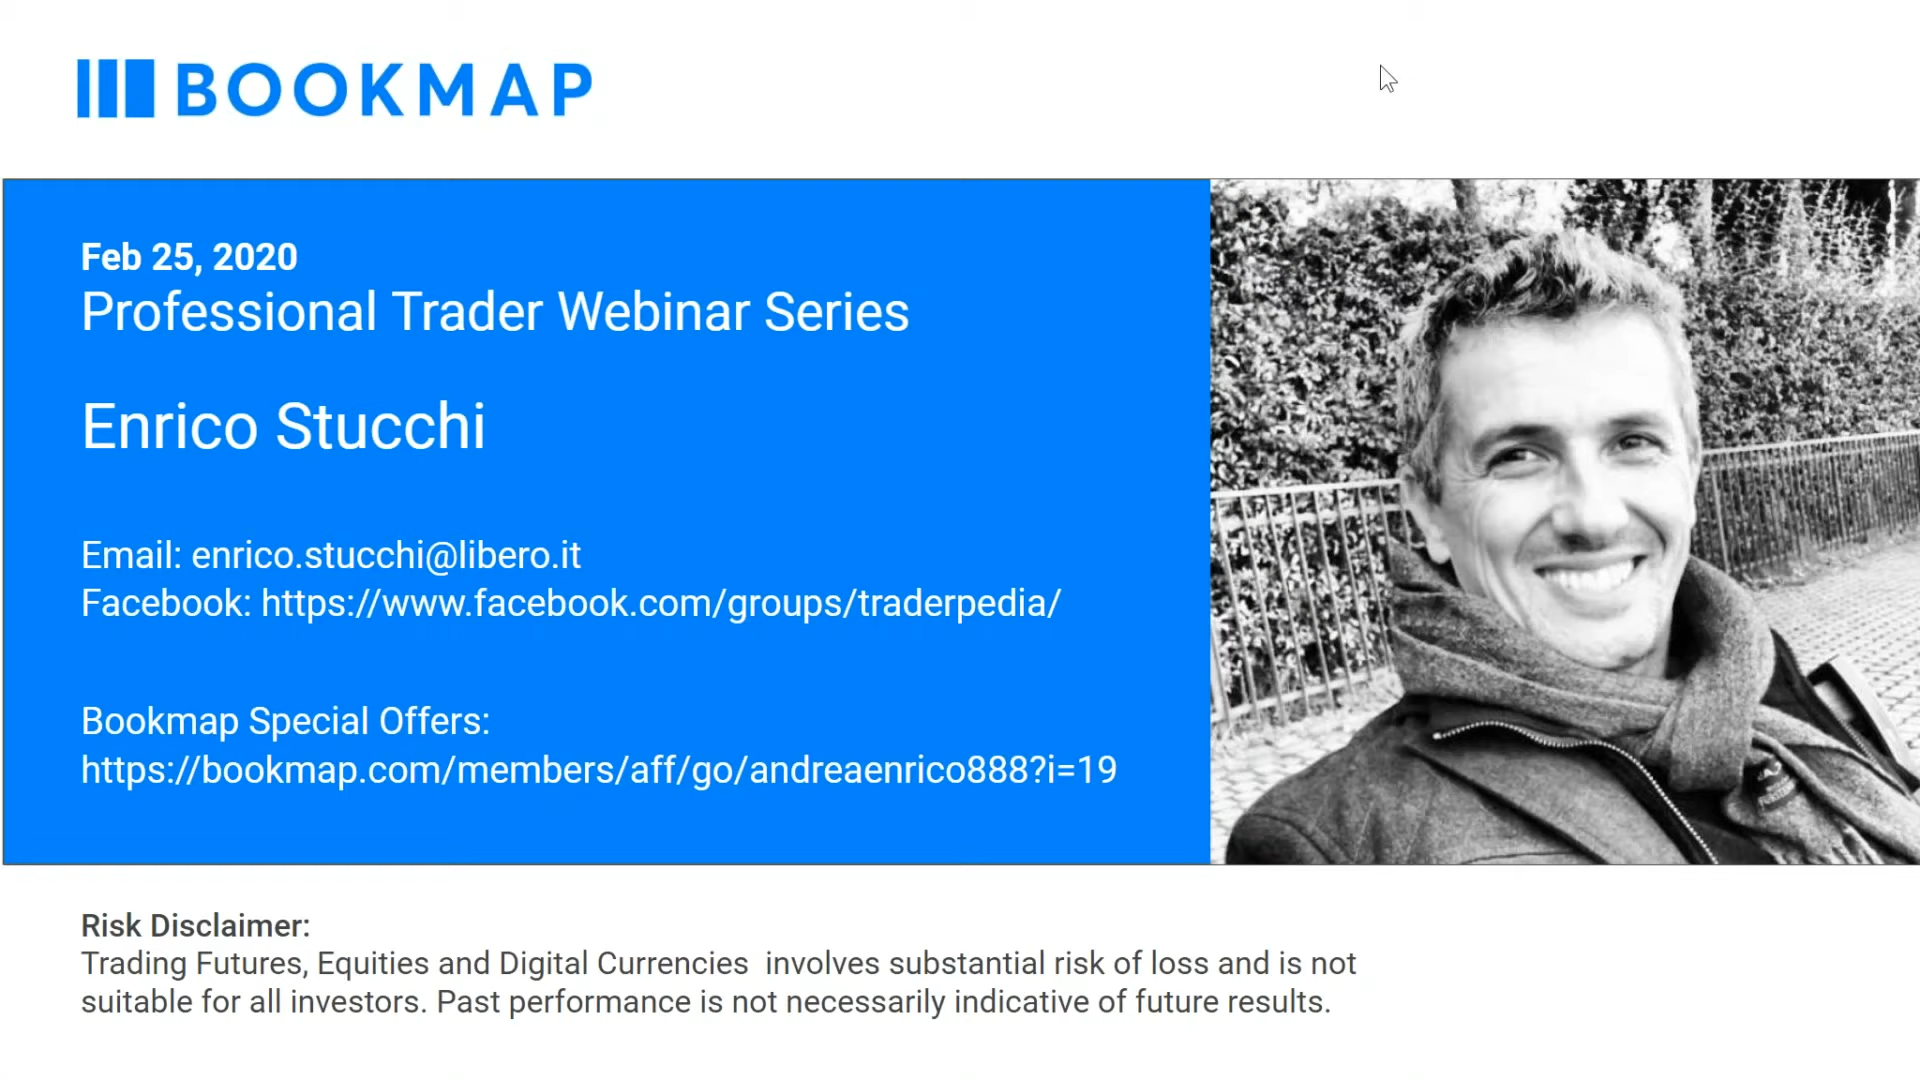 BOOKMAP
Feb 25, 2020
Professional Trader Webinar Series
Enrico Stucchi
Email: enrico.stucchi@libero.it
Facebook: https://www.facebook.com/groups/traderpedia/
Bookmap Special Offers:
https://bookmap.com/members/aff/go/andreaenrico888?i=19
Risk Disclaimer:
Trading Futures, Equities and Digital Currencies  involves substantial risk of loss and is not
suitable for all investors. Past performance is not necessarily indicative of future results.